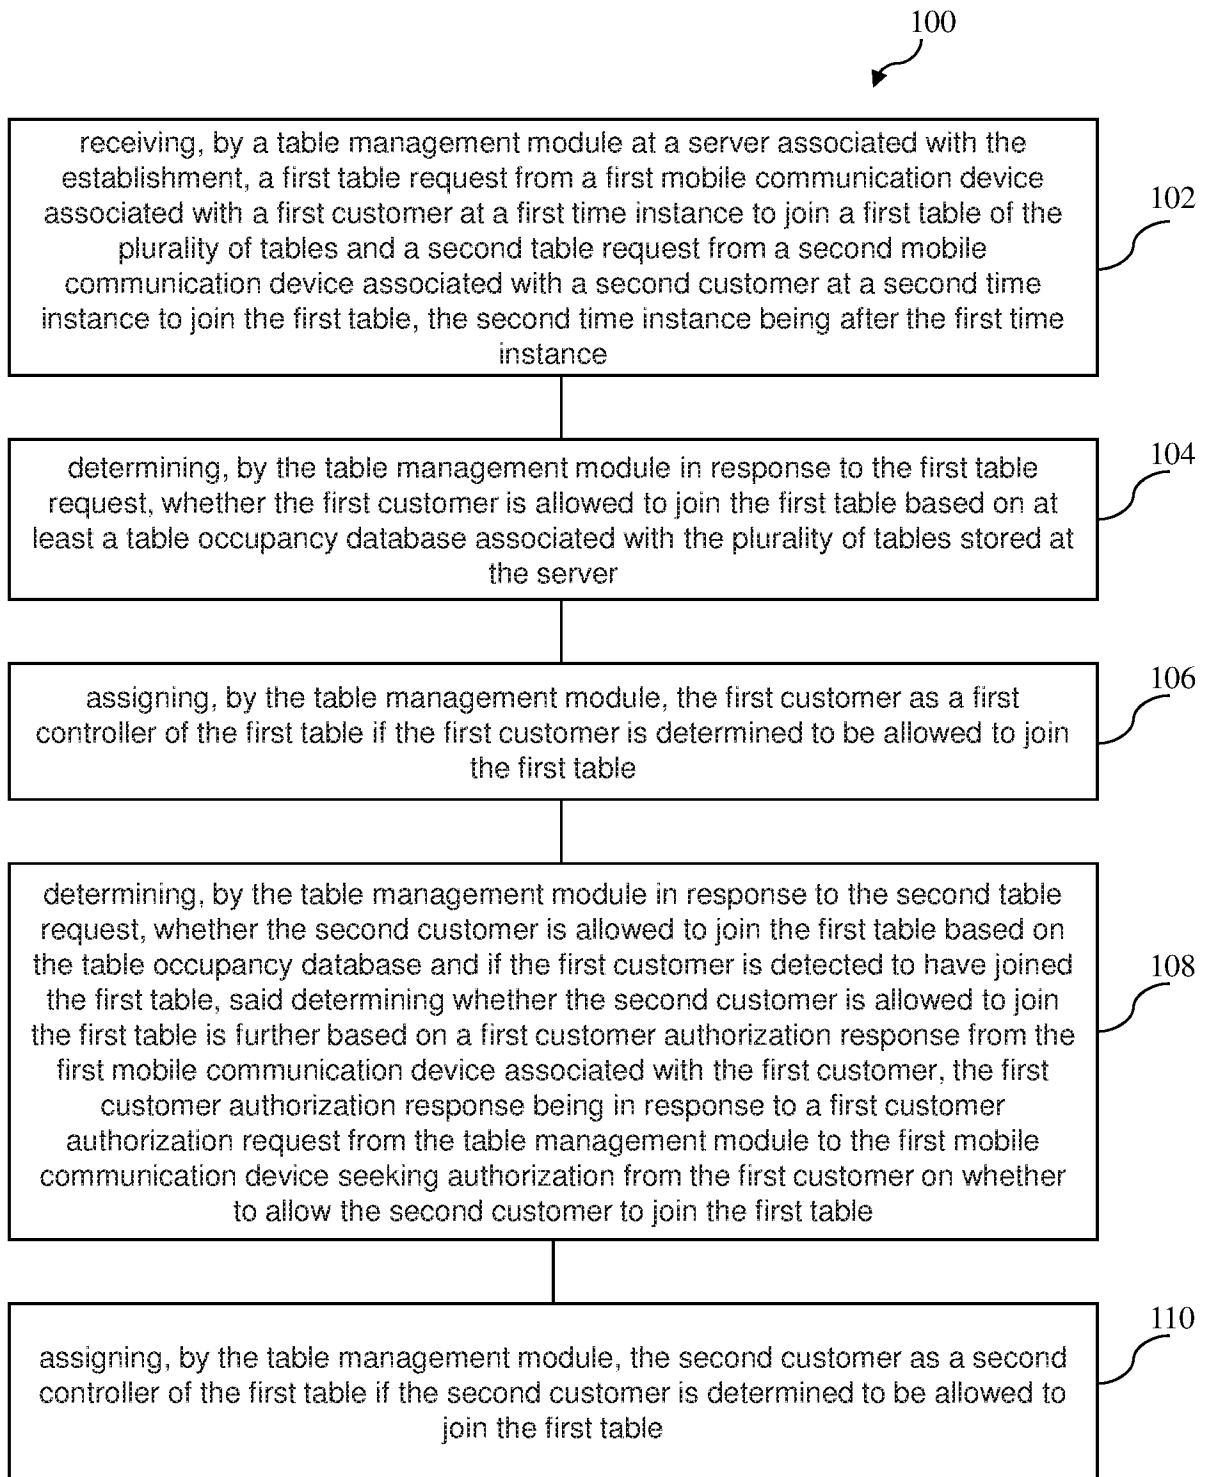 100
receiving, by a table management module at a server associated with the
establishment, a first table request from a first mobile communication device
associated with a first customer at a first time instance to join a first table of the
plurality of tables and a second table request from a second mobile
communication device associated with a second customer at a second time
instance to join the first table, the second time instance being after the first time
instance
102
determining, by the table management module in response to the first table
request, whether the first customer is allowed to join the first table based on at
least a table occupancy database associated with the plurality of tables stored at
the server
104
assigning, by the table management module, the first customer as a first
controller of the first table if the first customer is determined to be allowed to join
the first table
106
determining, by the table management module in response to the second table
request, whether the second customer is allowed to join the first table based on
the table occupancy database and if the first customer is detected to have joined
the first table, said determining whether the second customer is allowed to join
the first table is further based on a first customer authorization response from the
first mobile communication device associated with the first customer, the first
customer authorization response being in response to a first customer
authorization request from the table management module to the first mobile
communication device seeking authorization from the first customer on whether
to allow the second customer to join the first table
108
assigning, by the table management module, the second customer as a second
controller of the first table if the second customer is determined to be allowed to
join the first table
110